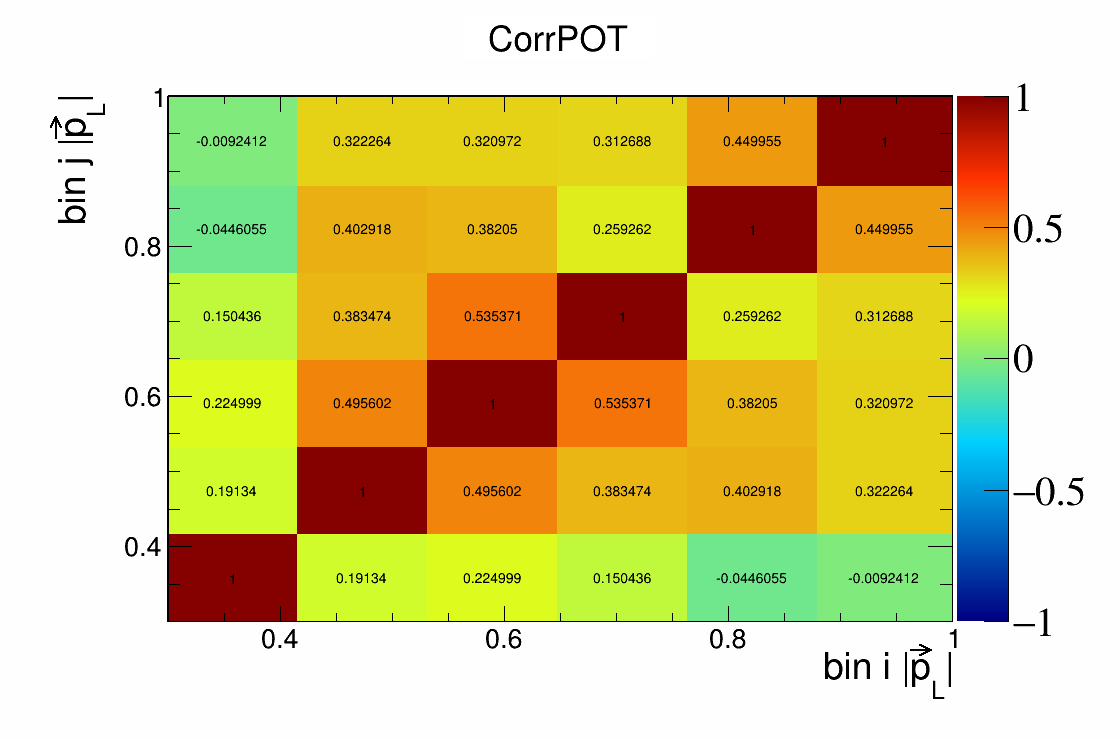 CorrPOT
bin j |p⃗_L|
1
0.8
0.6
0.4
-0.0092412 0.322264 0.320972 0.312688 0.449955 1
-0.0446055 0.402918 0.38205 0.259262 1 0.449955
0.150436 0.383474 0.535371 1 0.259262 0.312688
0.224999 0.495602 1 0.535371 0.38205 0.320972
0.19134 1 0.495602 0.383474 0.402918 0.322264
1 0.19134 0.224999 0.150436 -0.0446055 -0.0092412
0.4 0.6 0.8 1
bin i |p⃗_L|
1
0.5
0
−0.5
−1